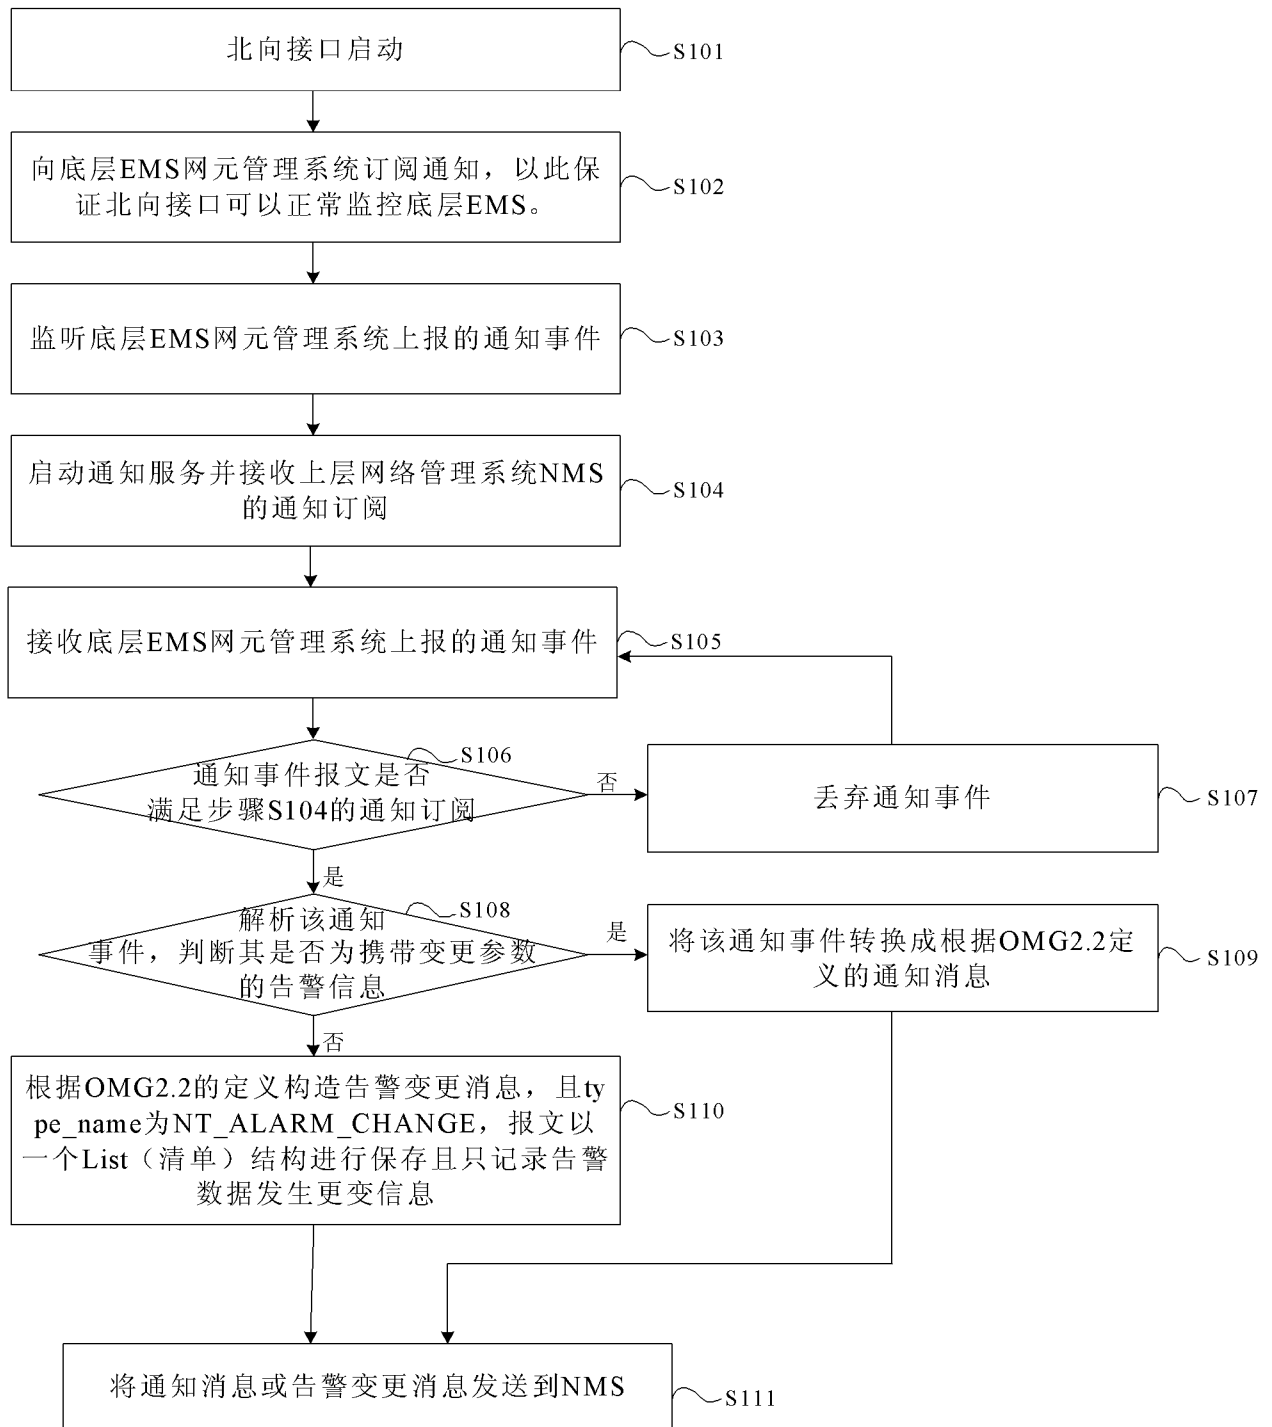 北向接口启动
S101
向底层EMS网元管理系统订阅通知，以此保
证北向接口可以正常监控底层EMS。
S102
监听底层EMS网元管理系统上报的通知事件
S103
启动通知服务并接收上层网络管理系统NMS
的通知订阅
S104
接收底层EMS网元管理系统上报的通知事件
S105
通知事件报文是否
满足步骤S104的通知订阅
S106
否
丢弃通知事件
S107
是
解析该通知
事件，判断其是否为携带变更参数
的告警信息
S108
是
将该通知事件转换成根据OMG2.2定
义的通知消息
S109
否
根据OMG2.2的定义构造告警变更消息，且ty
pe_name为NT_ALARM_CHANGE，报文以
一个List（清单）结构进行保存且只记录告警
数据发生更变信息
S110
将通知消息或告警变更消息发送到NMS
S111